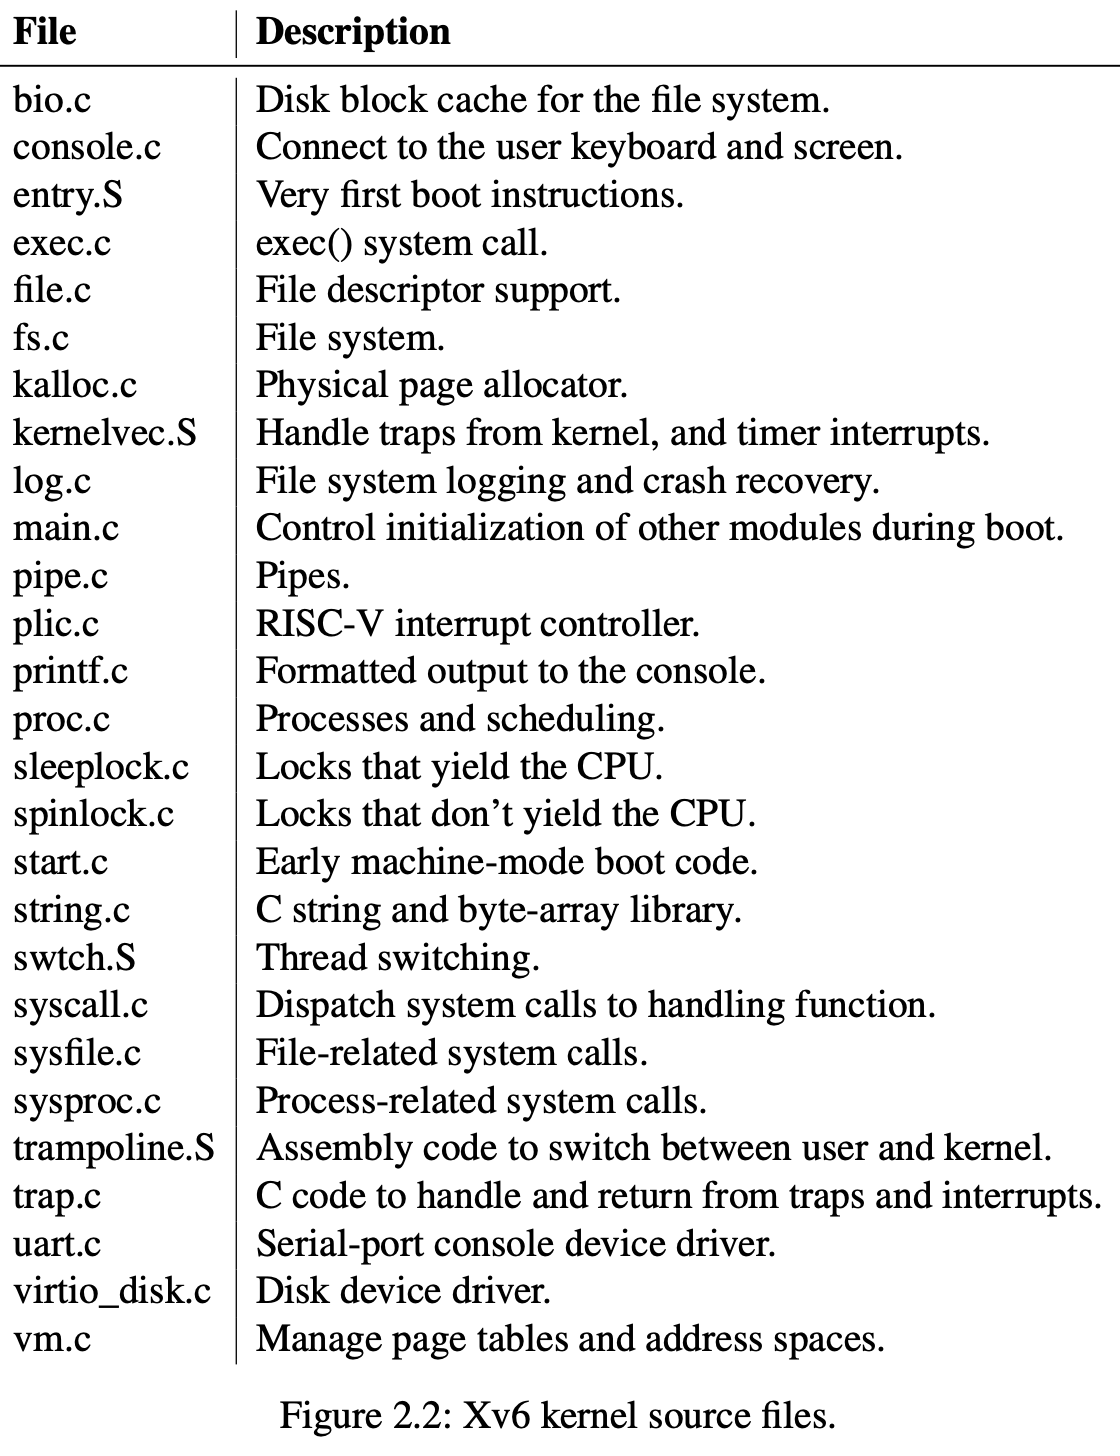 File Description
bio.c Disk block cache for the file system.
console.c Connect to the user keyboard and screen.
entry.S Very first boot instructions.
exec.c exec() system call.
file.c File descriptor support.
fs.c File system.
kalloc.c Physical page allocator.
kernelvec.S Handle traps from kernel, and timer interrupts.
log.c File system logging and crash recovery.
main.c Control initialization of other modules during boot.
pipe.c Pipes.
plic.c RISC-V interrupt controller.
printf.c Formatted output to the console.
proc.c Processes and scheduling.
sleeplock.c Locks that yield the CPU.
spinlock.c Locks that don’t yield the CPU.
start.c Early machine-mode boot code.
string.c C string and byte-array library.
swtch.S Thread switching.
syscall.c Dispatch system calls to handling function.
sysfile.c File-related system calls.
sysproc.c Process-related system calls.
trampoline.S Assembly code to switch between user and kernel.
trap.c C code to handle and return from traps and interrupts.
uart.c Serial-port console device driver.
virtio_disk.c Disk device driver.
vm.c Manage page tables and address spaces.
Figure 2.2: Xv6 kernel source files.